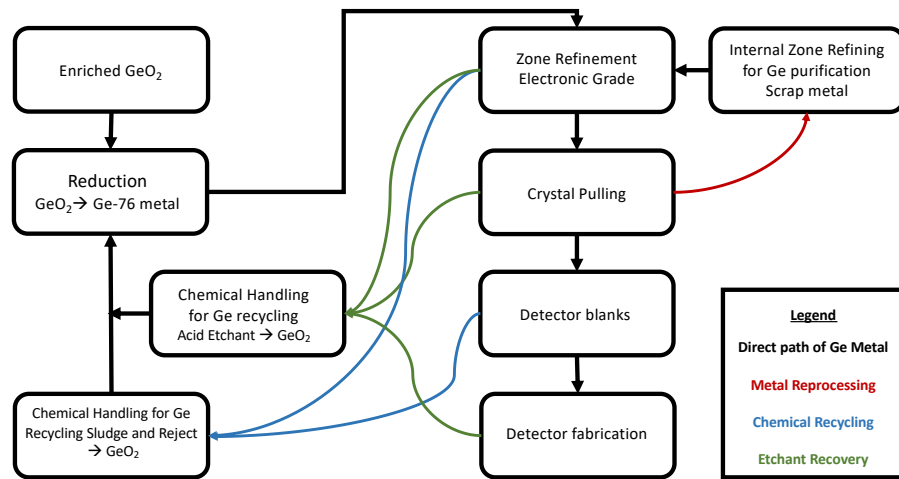 Enriched GeO₂
Zone Refinement
Electronic Grade
Internal Zone Refining
for Ge purification
Scrap metal
Reduction
GeO₂→ Ge-76 metal
Crystal Pulling
Chemical Handling
for Ge recycling
Acid Etchant → GeO₂
Detector blanks
Chemical Handling for Ge
Recycling Sludge and Reject
→ GeO₂
Detector fabrication
Legend
Direct path of Ge Metal
Metal Reprocessing
Chemical Recycling
Etchant Recovery